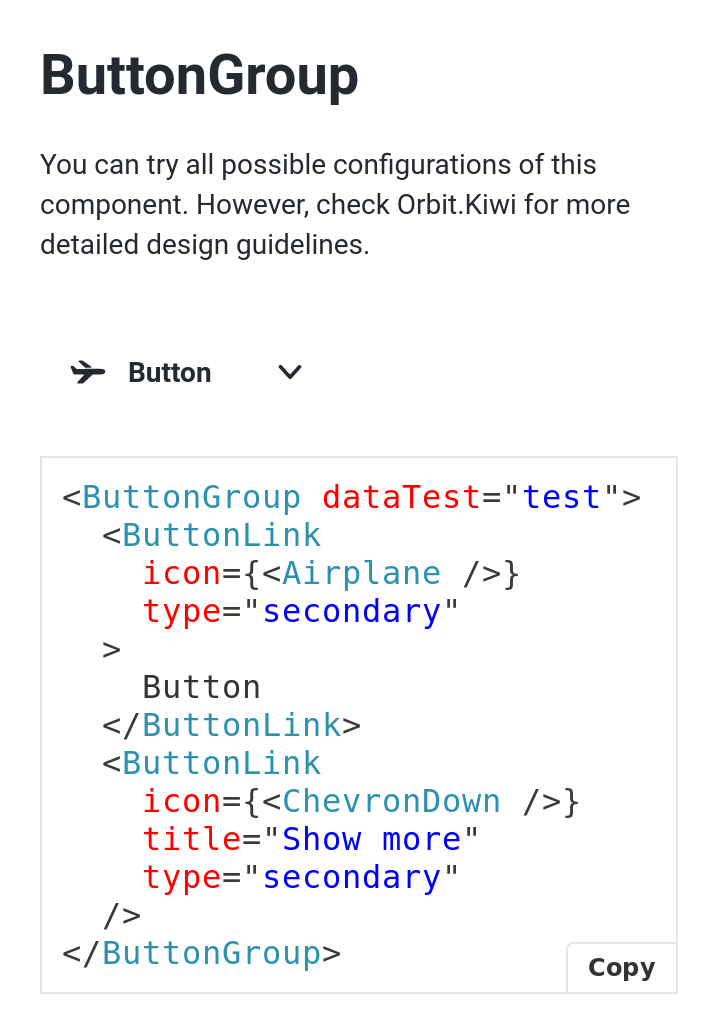 ButtonGroup
You can try all possible configurations of this
component. However, check Orbit.Kiwi for more
detailed design guidelines.
Button
<ButtonGroup dataTest="test">
  <ButtonLink
    icon={<Airplane />}
    type="secondary"
  >
    Button
  </ButtonLink>
  <ButtonLink
    icon={<ChevronDown />}
    title="Show more"
    type="secondary"
  />
</ButtonGroup>
Copy